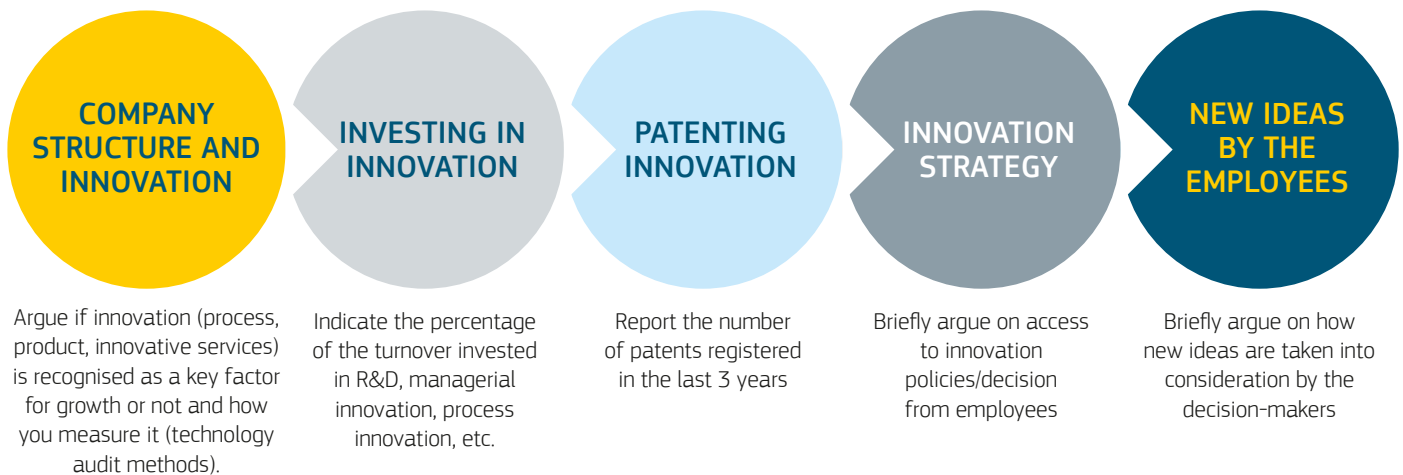 COMPANY
STRUCTURE AND
INNOVATION
Argue if innovation (process,
product, innovative services)
is recognised as a key factor
for growth or not and how
you measure it (technology
audit methods).
INVESTING IN
INNOVATION
Indicate the percentage
of the turnover invested
in R&D, managerial
innovation, process
innovation, etc.
PATENTING
INNOVATION
Report the number
of patents registered
in the last 3 years
INNOVATION
STRATEGY
Briefly argue on access
to innovation
policies/decision
from employees
NEW IDEAS
BY THE
EMPLOYEES
Briefly argue on how
new ideas are taken into
consideration by the
decision-makers